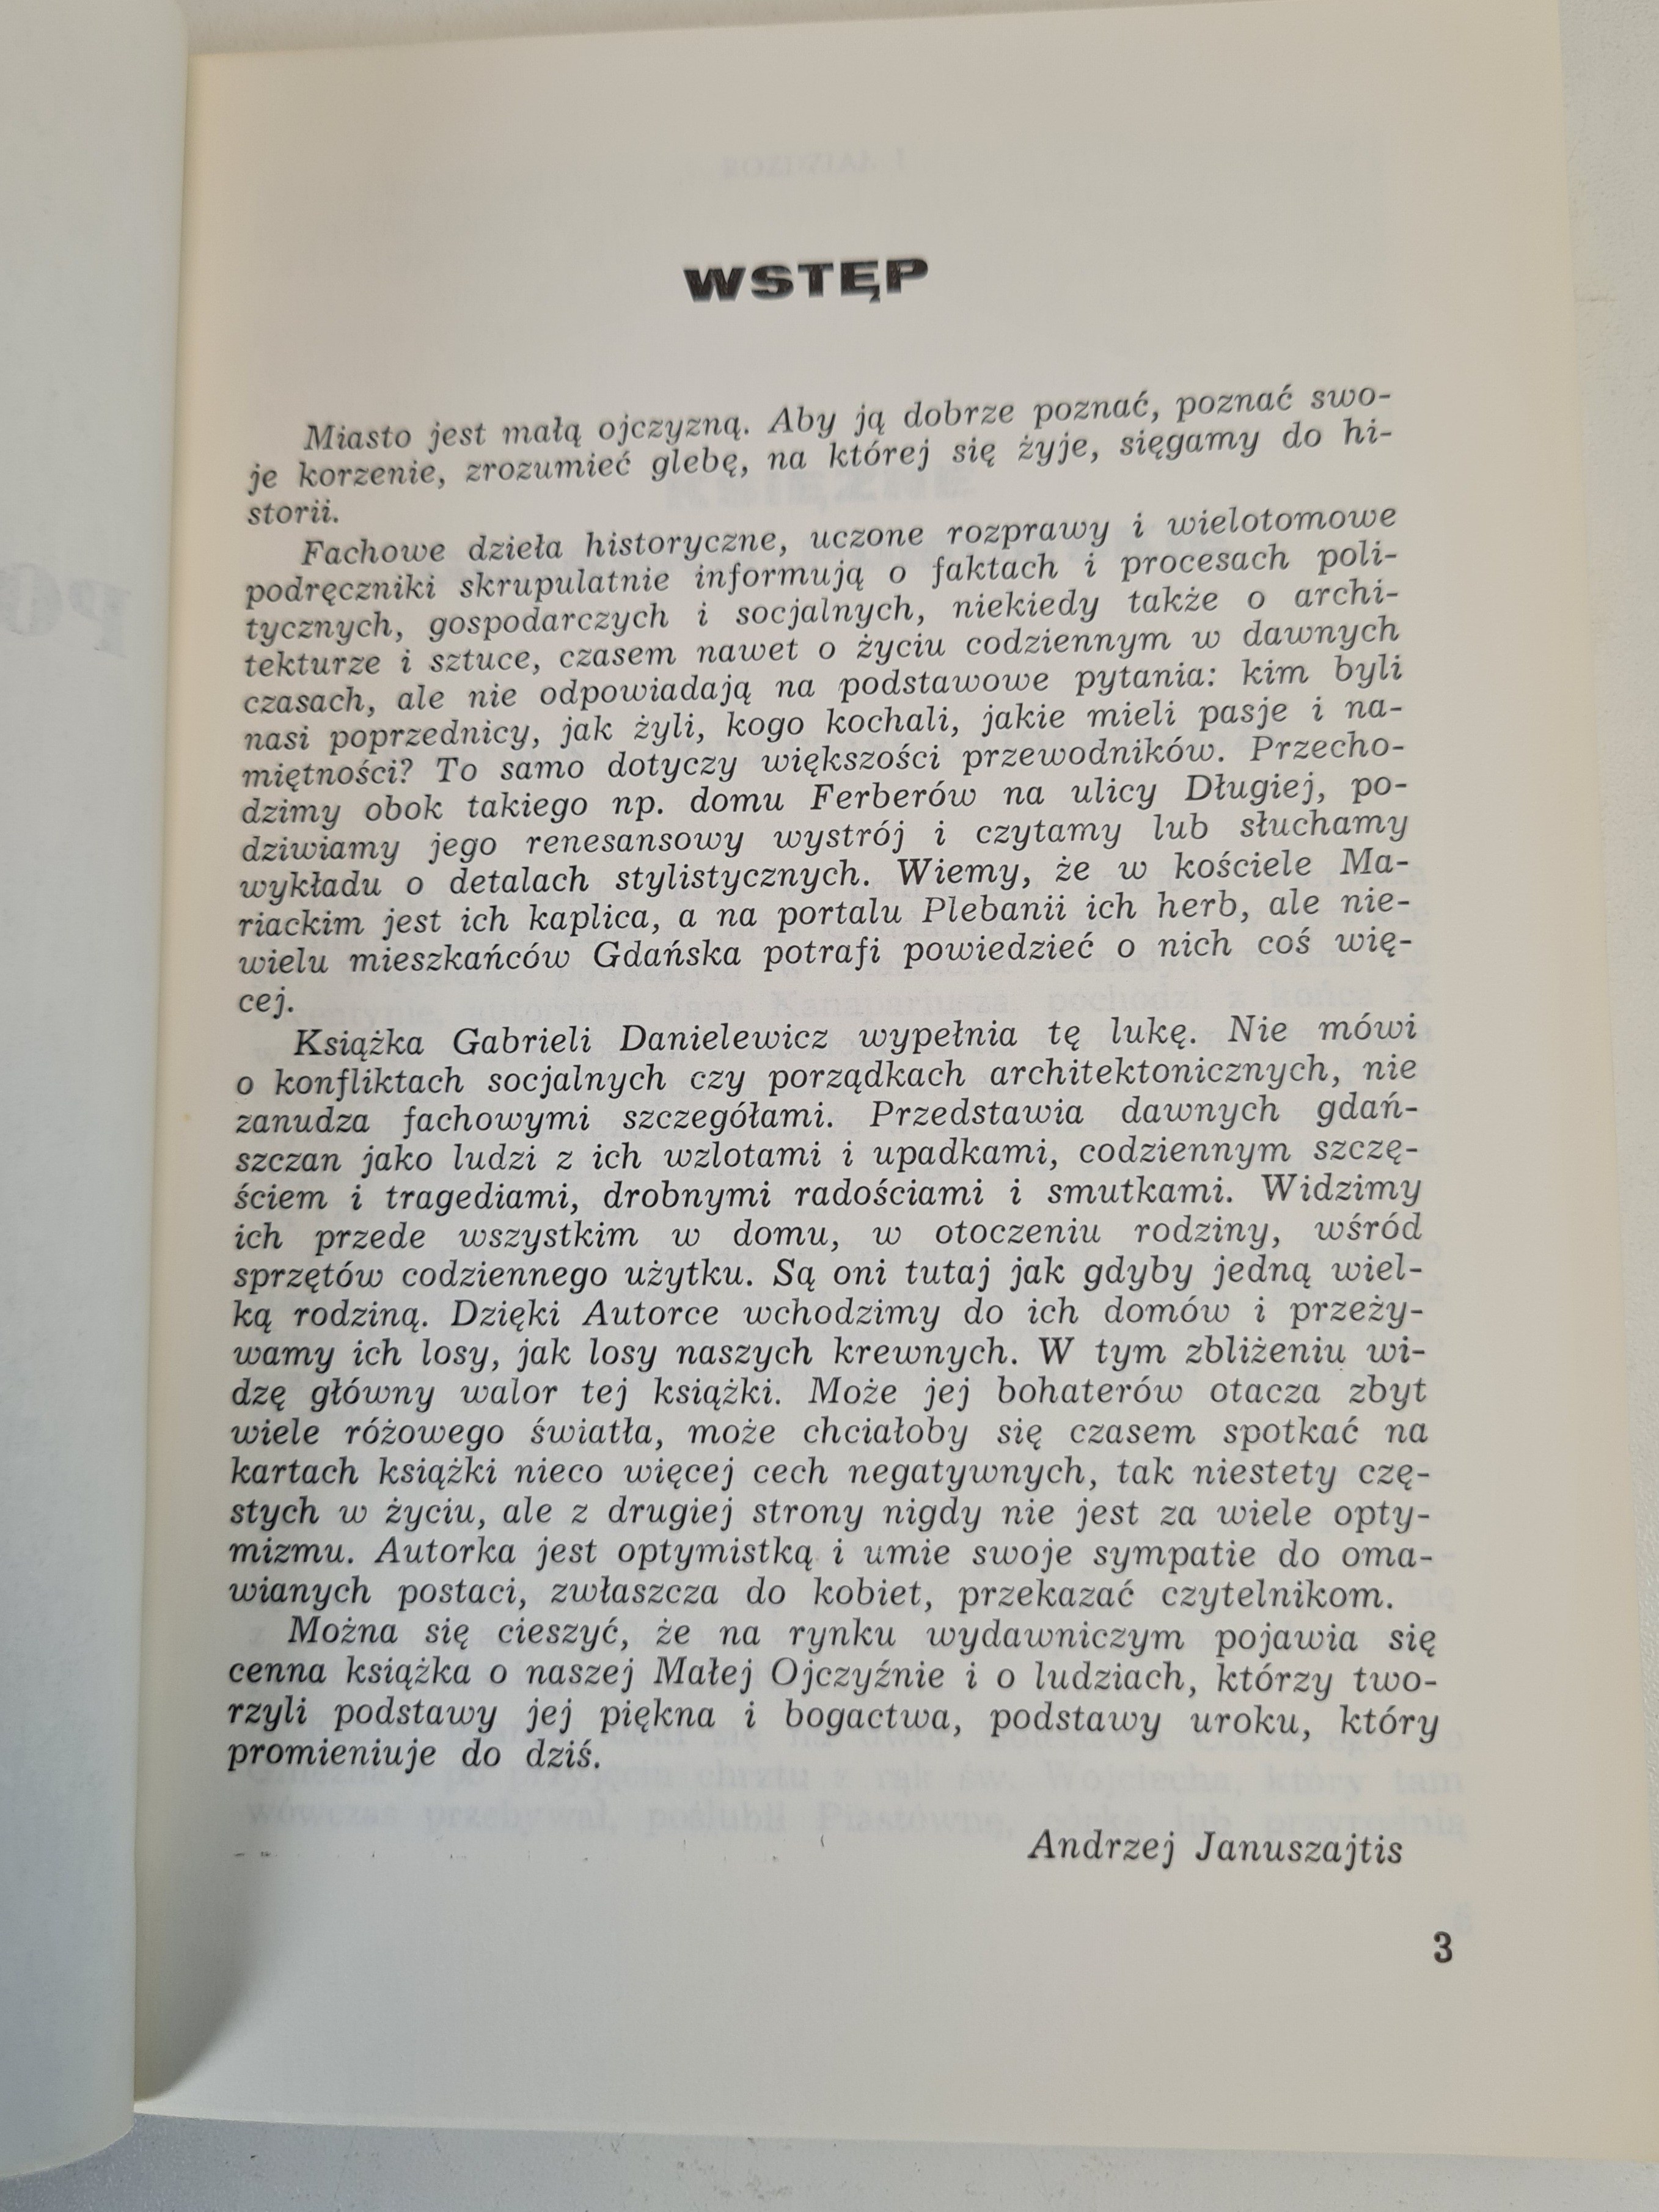 WSTĘP
Miasto jest małą ojczyzną. Aby ją dobrze poznać, poznać swo-
je korzenie, zrozumieć glebę, na której się żyje, sięgamy do hi-
storii.
Fachowe dzieła historyczne, uczone rozprawy i wielotomowe
podręczniki skrupulatnie informują o faktach i procesach poli-
tycznych, gospodarczych i socjalnych, niekiedy także o archi-
tekturze i sztuce, czasem nawet o życiu codziennym w dawnych
czasach, ale nie odpowiadają na podstawowe pytania: kim byli
nasi poprzednicy, jak żyli, kogo kochali, jakie mieli pasje i na-
miętności? To samo dotyczy większości przewodników. Przecho-
dzimy obok takiego np. domu Ferberów na ulicy Długiej, po-
dziwiamy jego renesansowy wystrój i czytamy lub słuchamy
wykładu o detalach stylistycznych. Wiemy, że w kościele Ma-
riackim jest ich kaplica, a na portalu Plebanii ich herb, ale nie-
wielu mieszkańców Gdańska potrafi powiedzieć o nich coś wię-
cej.
Książka Gabrieli Danielewicz wypełnia tę lukę. Nie mówi
o konfliktach socjalnych czy porządkach architektonicznych, nie
zanudza fachowymi szczegółami. Przedstawia dawnych gdań-
szczan jako ludzi z ich wzlotami i upadkami, codziennym szczę-
ściem i tragediami, drobnymi radościami i smutkami. Widzimy
ich przede wszystkim w domu, w otoczeniu rodziny, wśród
sprzętów codziennego użytku. Są oni tutaj jak gdyby jedną wiel-
ką rodziną. Dzięki Autorce wchodzimy do ich domów i przeży-
wamy ich losy, jak losy naszych krewnych. W tym zbliżeniu wi-
dzę główny walor tej książki. Może jej bohaterów otacza zbyt
wiele różowego światła, może chciałoby się czasem spotkać na
kartach książki nieco więcej cech negatywnych, tak niestety czę-
stych w życiu, ale z drugiej strony nigdy nie jest za wiele opty-
mizmu. Autorka jest optymistką i umie swoje sympatie do oma-
wianych postaci, zwłaszcza do kobiet, przekazać czytelnikom.
Można się cieszyć, że na rynku wydawniczym pojawia się
cenna książka o naszej Małej Ojczyźnie i o ludziach, którzy two-
rzyli podstawy jej piękna i bogactwa, podstawy uroku, który
promieniuje do dziś.
Andrzej Januszajtis
3